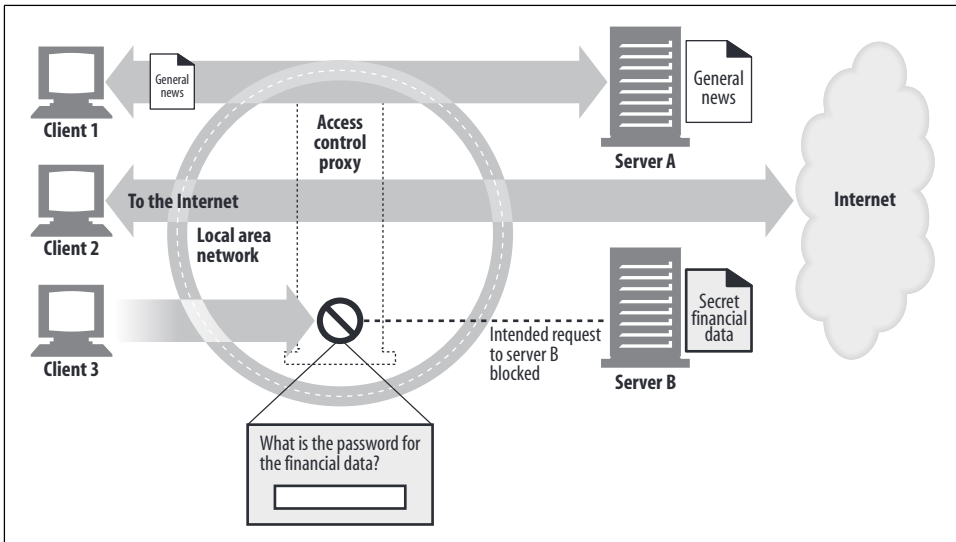 General
news
Client 1
Access
control
proxy
General
news
Server A
Client 2
To the Internet
Local area
network
Internet
Client 3
Intended request
to server B
blocked
Secret
financial
data
Server B
What is the password for
the financial data?